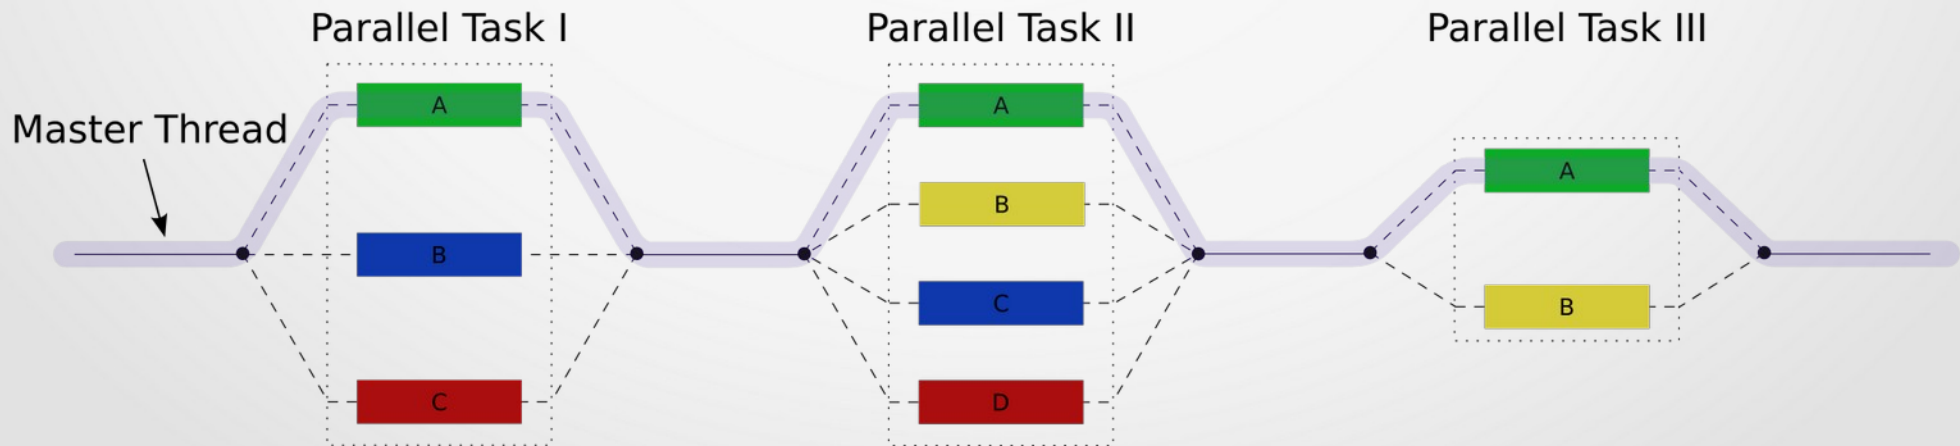 Parallel Task I
Parallel Task II
Parallel Task III
Master Thread
A
B
C
A
B
C
D
A
B